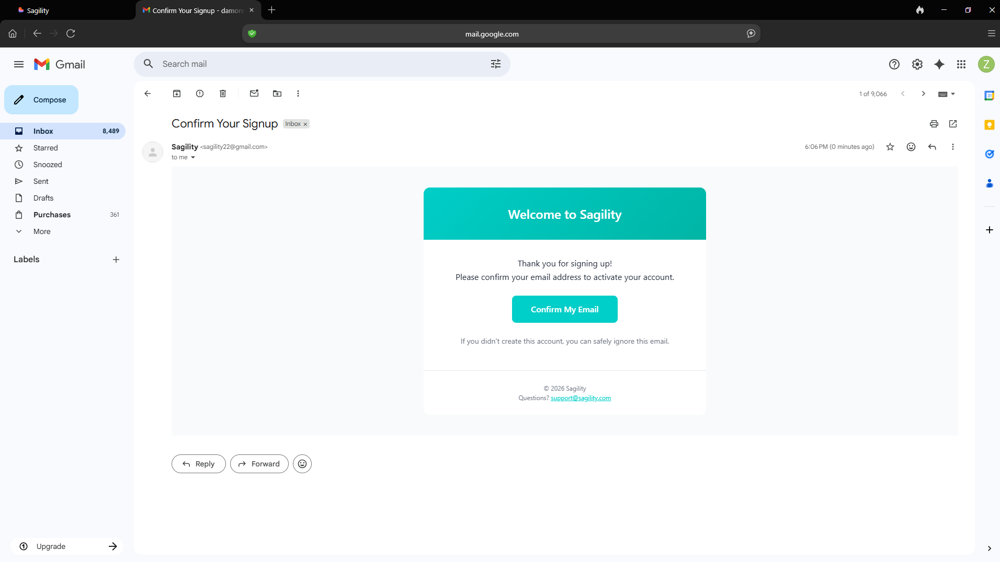 Sagility
Confirm Your Signup - damon
mail.google.com
Gmail
Search mail
Z
Compose
1 of 9,066
31
Inbox 8,489
Starred
Snoozed
Sent
Drafts
Purchases 361
More
Labels
Confirm Your Signup Inbox ×
Sagility <sagility22@gmail.com>
6:06 PM (0 minutes ago)
to me
Welcome to Sagility
Thank you for signing up!
Please confirm your email address to activate your account.
Confirm My Email
If you didn't create this account, you can safely ignore this email.
© 2026 Sagility
Questions? support@sagility.com
Reply
Forward
Upgrade